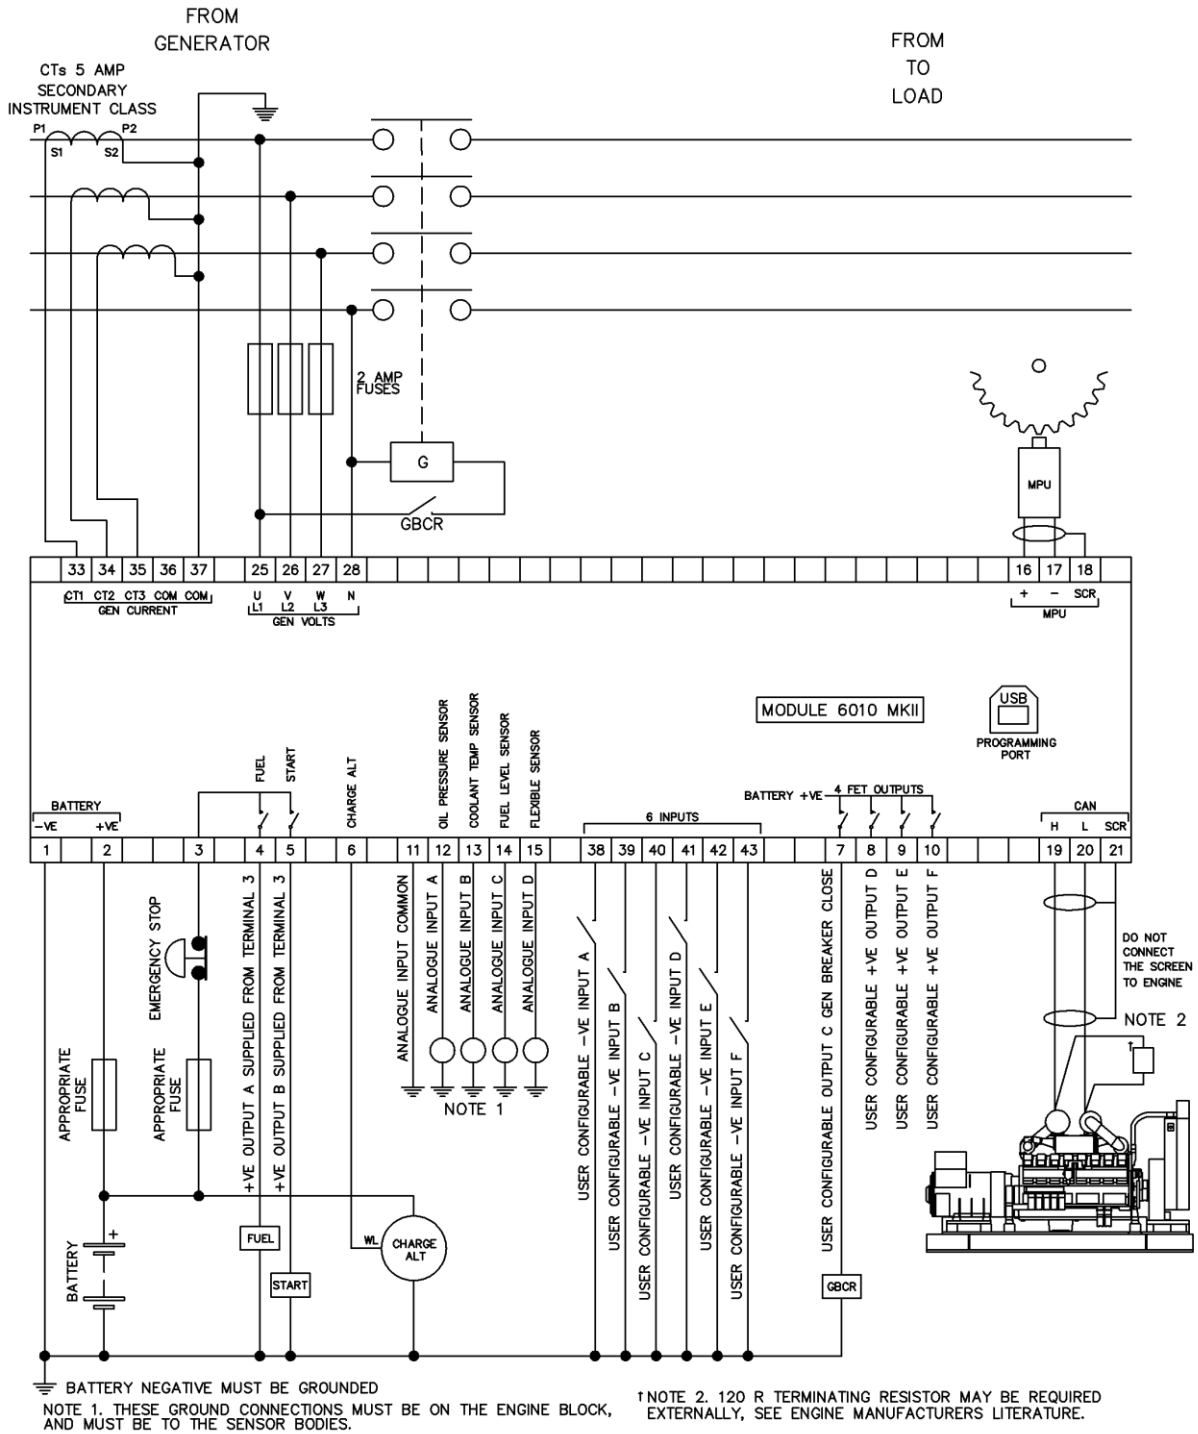 FROM
GENERATOR
FROM
TO
LOAD
CTs 5 AMP
SECONDARY
INSTRUMENT CLASS
P1
P2
S1
S2
2 AMP
FUSES
G
GBCR
MPU
33 34 35 36 37 25 26 27 28 16 17 18
CT1 CT2 CT3 COM COM
GEN CURRENT
U V W N
L1 L2 L3
GEN VOLTS
+ - SCR
MPU
MODULE 6010 MKII
USB
PROGRAMMING
PORT
FUEL
START
CHARGE ALT
OIL PRESSURE SENSOR
COOLANT TEMP SENSOR
FUEL LEVEL SENSOR
FLEXIBLE SENSOR
BATTERY +VE
4 FET OUTPUTS
BATTERY
-VE +VE
6 INPUTS
CAN
H L SCR
1 2 3 4 5 6 11 12 13 14 15 38 39 40 41 42 43 7 8 9 10 19 20 21
EMERGENCY STOP
+VE OUTPUT A SUPPLIED FROM TERMINAL 3
+VE OUTPUT B SUPPLIED FROM TERMINAL 3
ANALOGUE INPUT COMMON
ANALOGUE INPUT A
ANALOGUE INPUT B
ANALOGUE INPUT C
ANALOGUE INPUT D
USER CONFIGURABLE -VE INPUT A
USER CONFIGURABLE -VE INPUT B
USER CONFIGURABLE -VE INPUT C
USER CONFIGURABLE -VE INPUT D
USER CONFIGURABLE -VE INPUT E
USER CONFIGURABLE -VE INPUT F
USER CONFIGURABLE OUTPUT C GEN BREAKER CLOSE
USER CONFIGURABLE +VE OUTPUT D
USER CONFIGURABLE +VE OUTPUT E
USER CONFIGURABLE +VE OUTPUT F
DO NOT
CONNECT
THE SCREEN
TO ENGINE
NOTE 2
†
APPROPRIATE
FUSE
APPROPRIATE
FUSE
NOTE 1
BATTERY
+
FUEL
START
WL
CHARGE
ALT
GBCR
BATTERY NEGATIVE MUST BE GROUNDED
NOTE 1. THESE GROUND CONNECTIONS MUST BE ON THE ENGINE BLOCK,
AND MUST BE TO THE SENSOR BODIES.
†NOTE 2. 120 R TERMINATING RESISTOR MAY BE REQUIRED
EXTERNALLY, SEE ENGINE MANUFACTURERS LITERATURE.